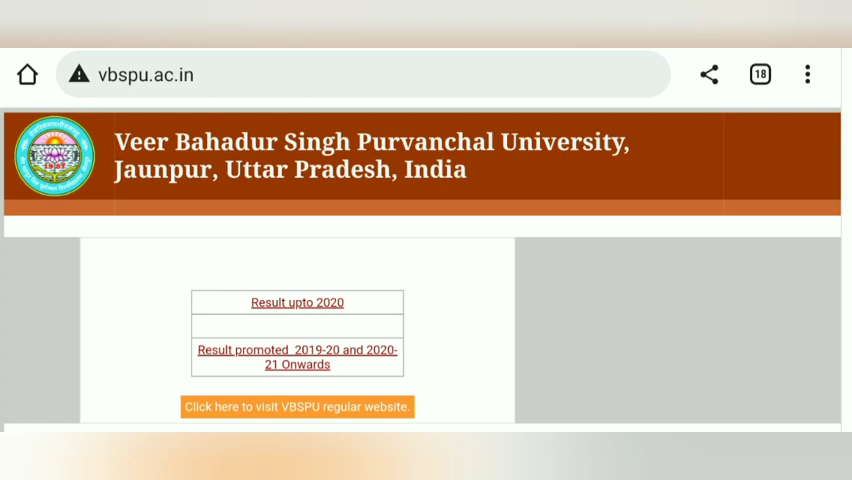 vbspu.ac.in
18
Veer Bahadur Singh Purvanchal University,
Jaunpur, Uttar Pradesh, India
1987
Result upto 2020
Result promoted 2019-20 and 2020-
21 Onwards
Click here to visit VBSPU regular website.